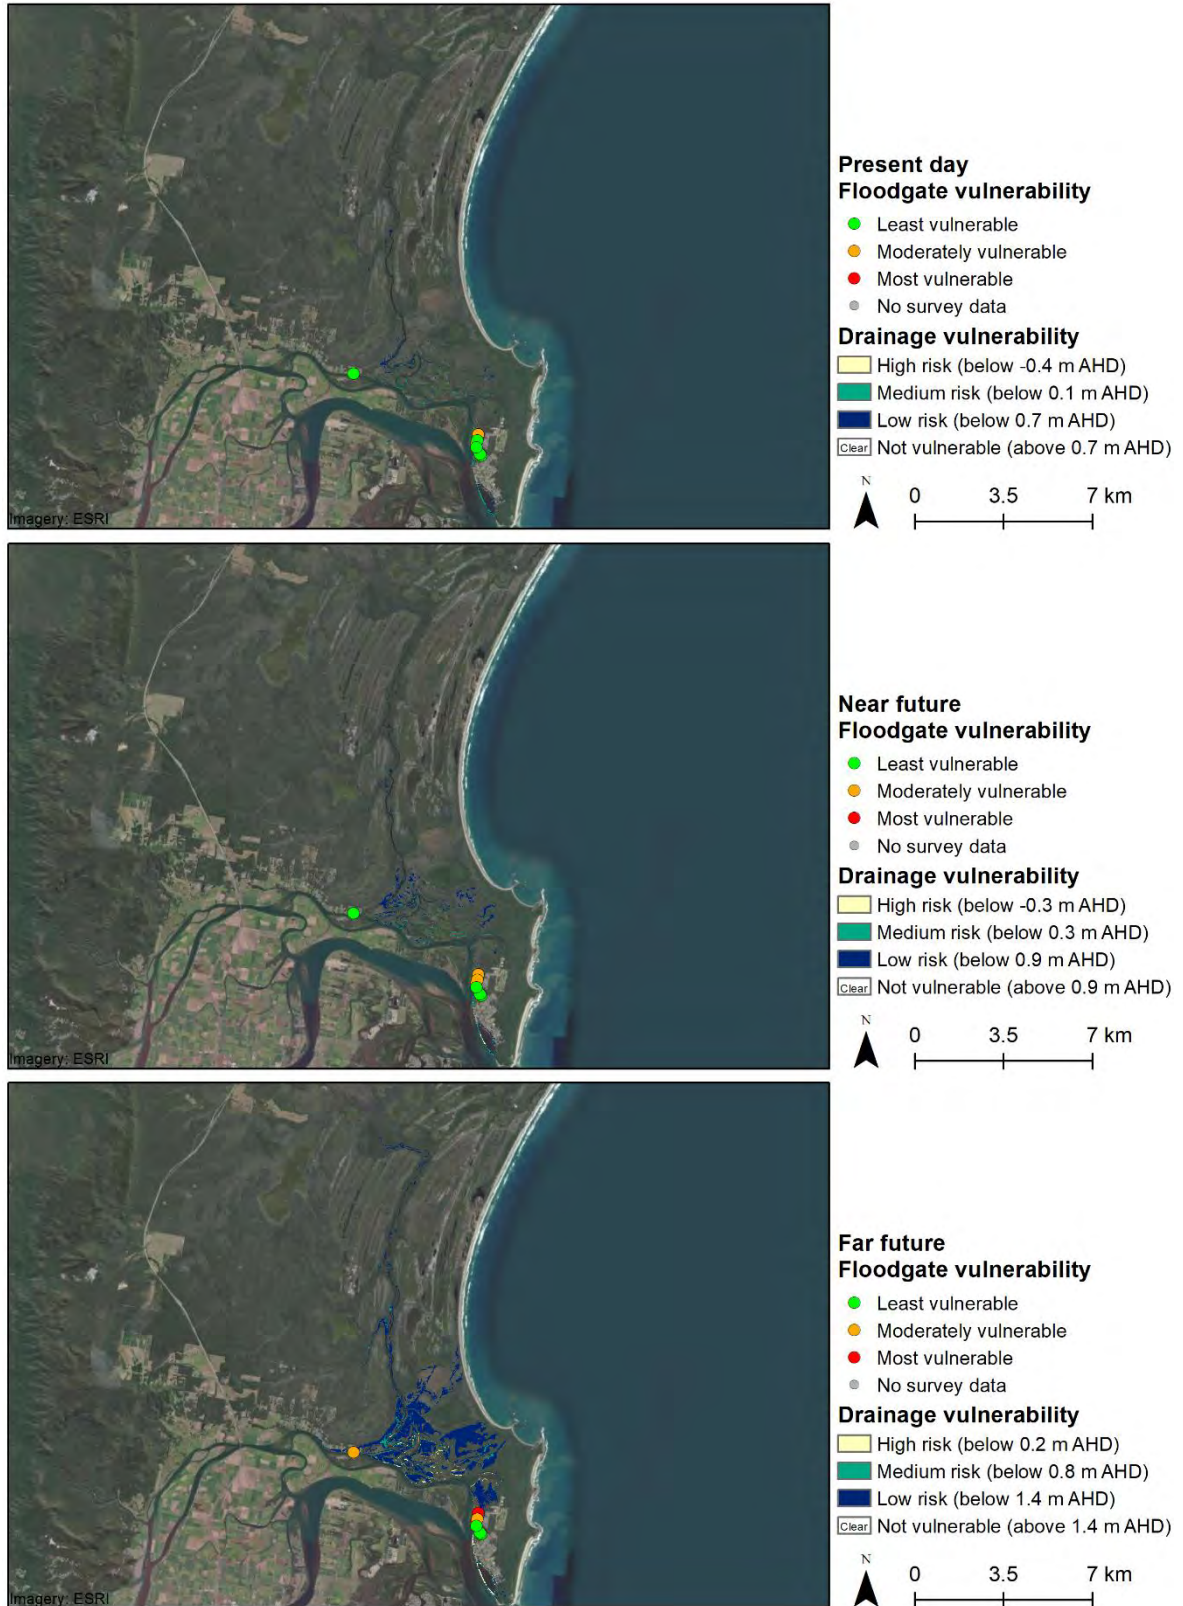 Present day
Floodgate vulnerability
Least vulnerable
Moderately vulnerable
Most vulnerable
No survey data
Drainage vulnerability
High risk (below -0.4 m AHD)
Medium risk (below 0.1 m AHD)
Low risk (below 0.7 m AHD)
Clear Not vulnerable (above 0.7 m AHD)
N
0 3.5 7 km
Imagery: ESRI
Near future
Floodgate vulnerability
Least vulnerable
Moderately vulnerable
Most vulnerable
No survey data
Drainage vulnerability
High risk (below -0.3 m AHD)
Medium risk (below 0.3 m AHD)
Low risk (below 0.9 m AHD)
Clear Not vulnerable (above 0.9 m AHD)
N
0 3.5 7 km
Imagery: ESRI
Far future
Floodgate vulnerability
Least vulnerable
Moderately vulnerable
Most vulnerable
No survey data
Drainage vulnerability
High risk (below 0.2 m AHD)
Medium risk (below 0.8 m AHD)
Low risk (below 1.4 m AHD)
Clear Not vulnerable (above 1.4 m AHD)
N
0 3.5 7 km
Imagery: ESRI